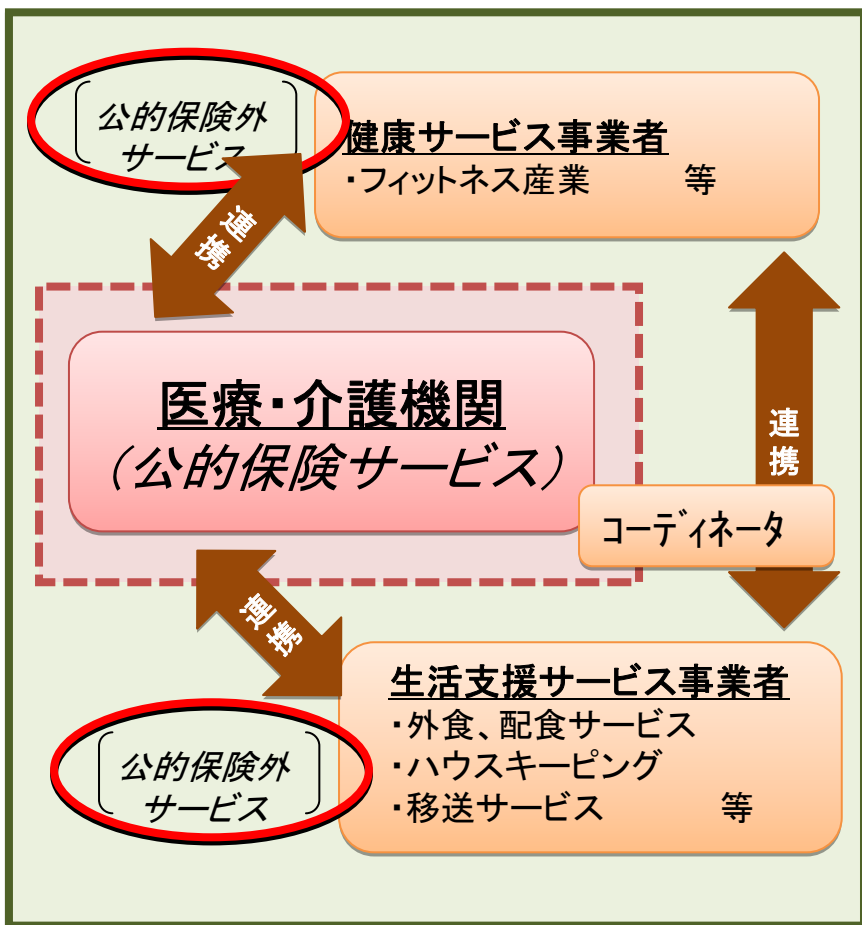 公的保険外
サービス
健康サービス事業者
・フィットネス産業　　　等
連携
医療・介護機関
（公的保険サービス）
連携
コーディネータ
連携
生活支援サービス事業者
・外食、配食サービス
・ハウスキーピング
・移送サービス　　　　等
公的保険外
サービス